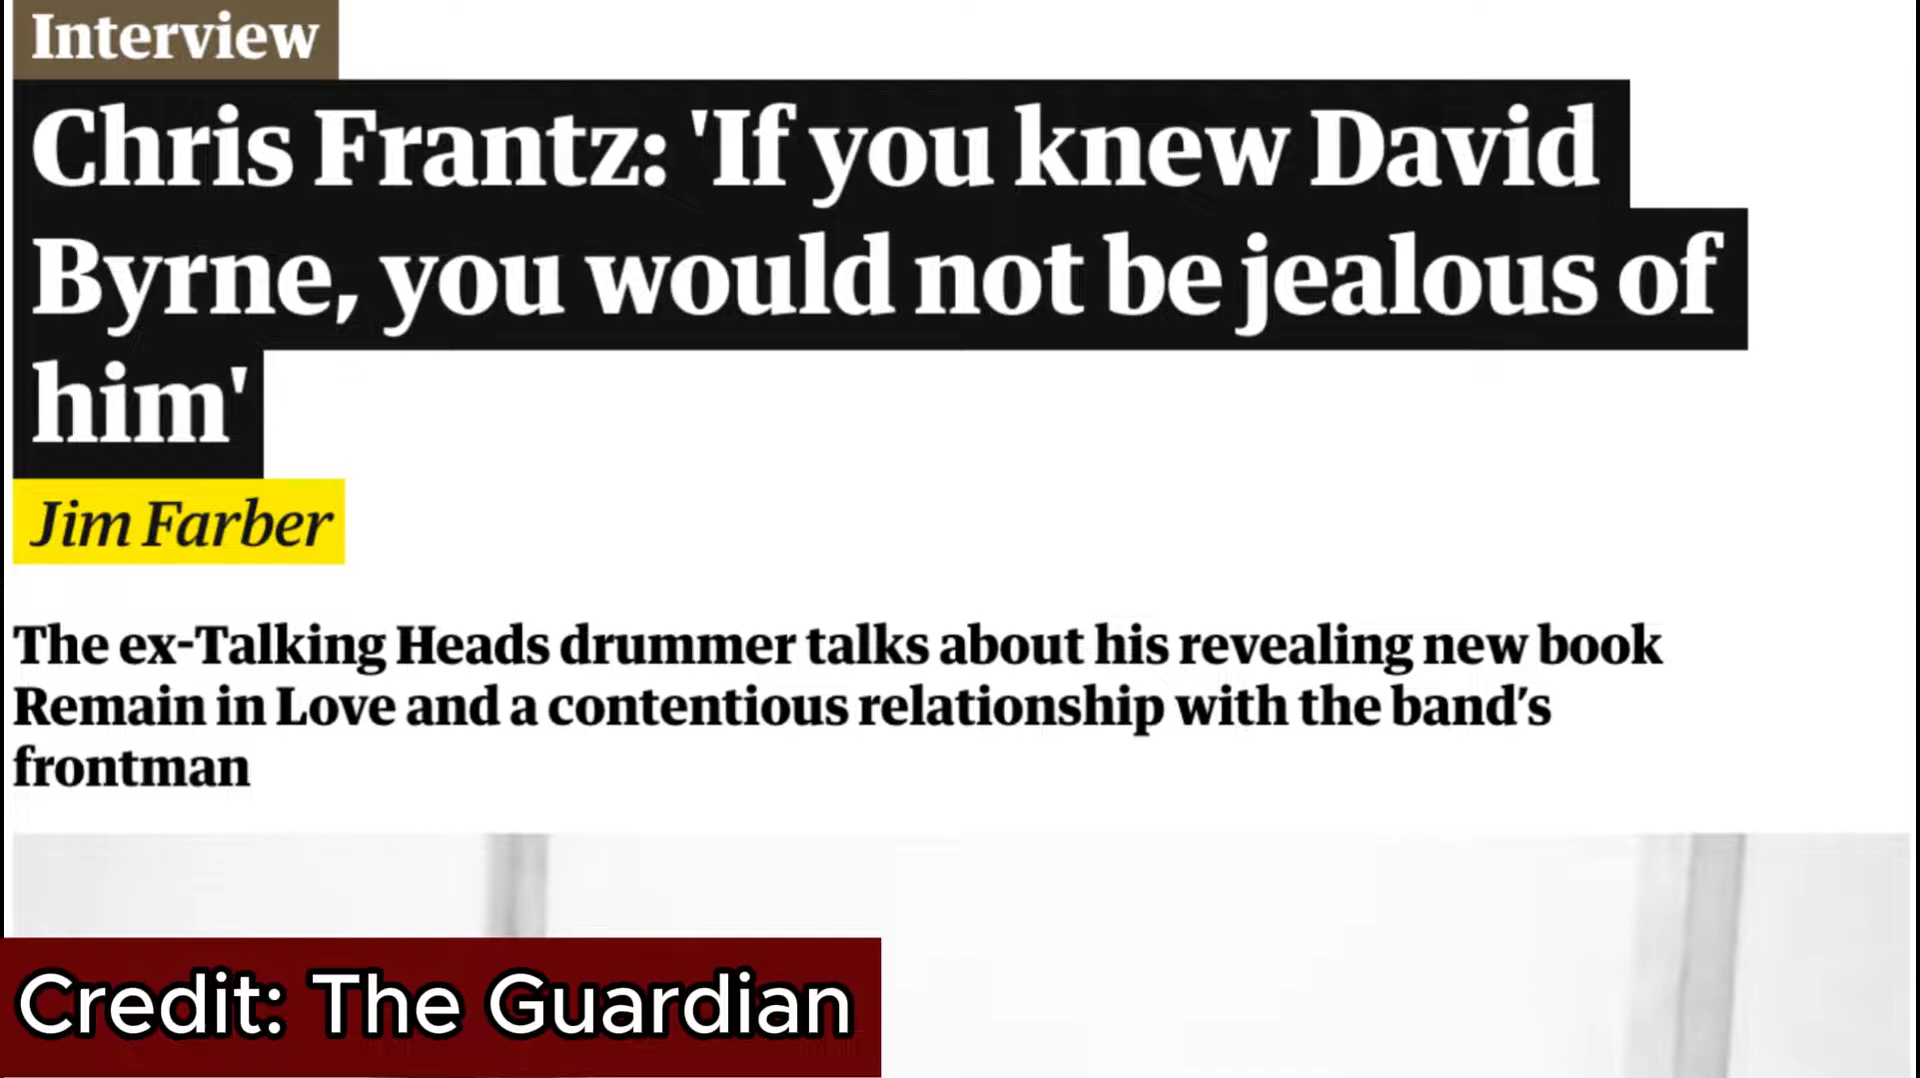 Interview
Chris Frantz: 'If you knew David
Byrne, you would not be jealous of
him'
Jim Farber
The ex-Talking Heads drummer talks about his revealing new book
Remain in Love and a contentious relationship with the band’s
frontman
Credit: The Guardian